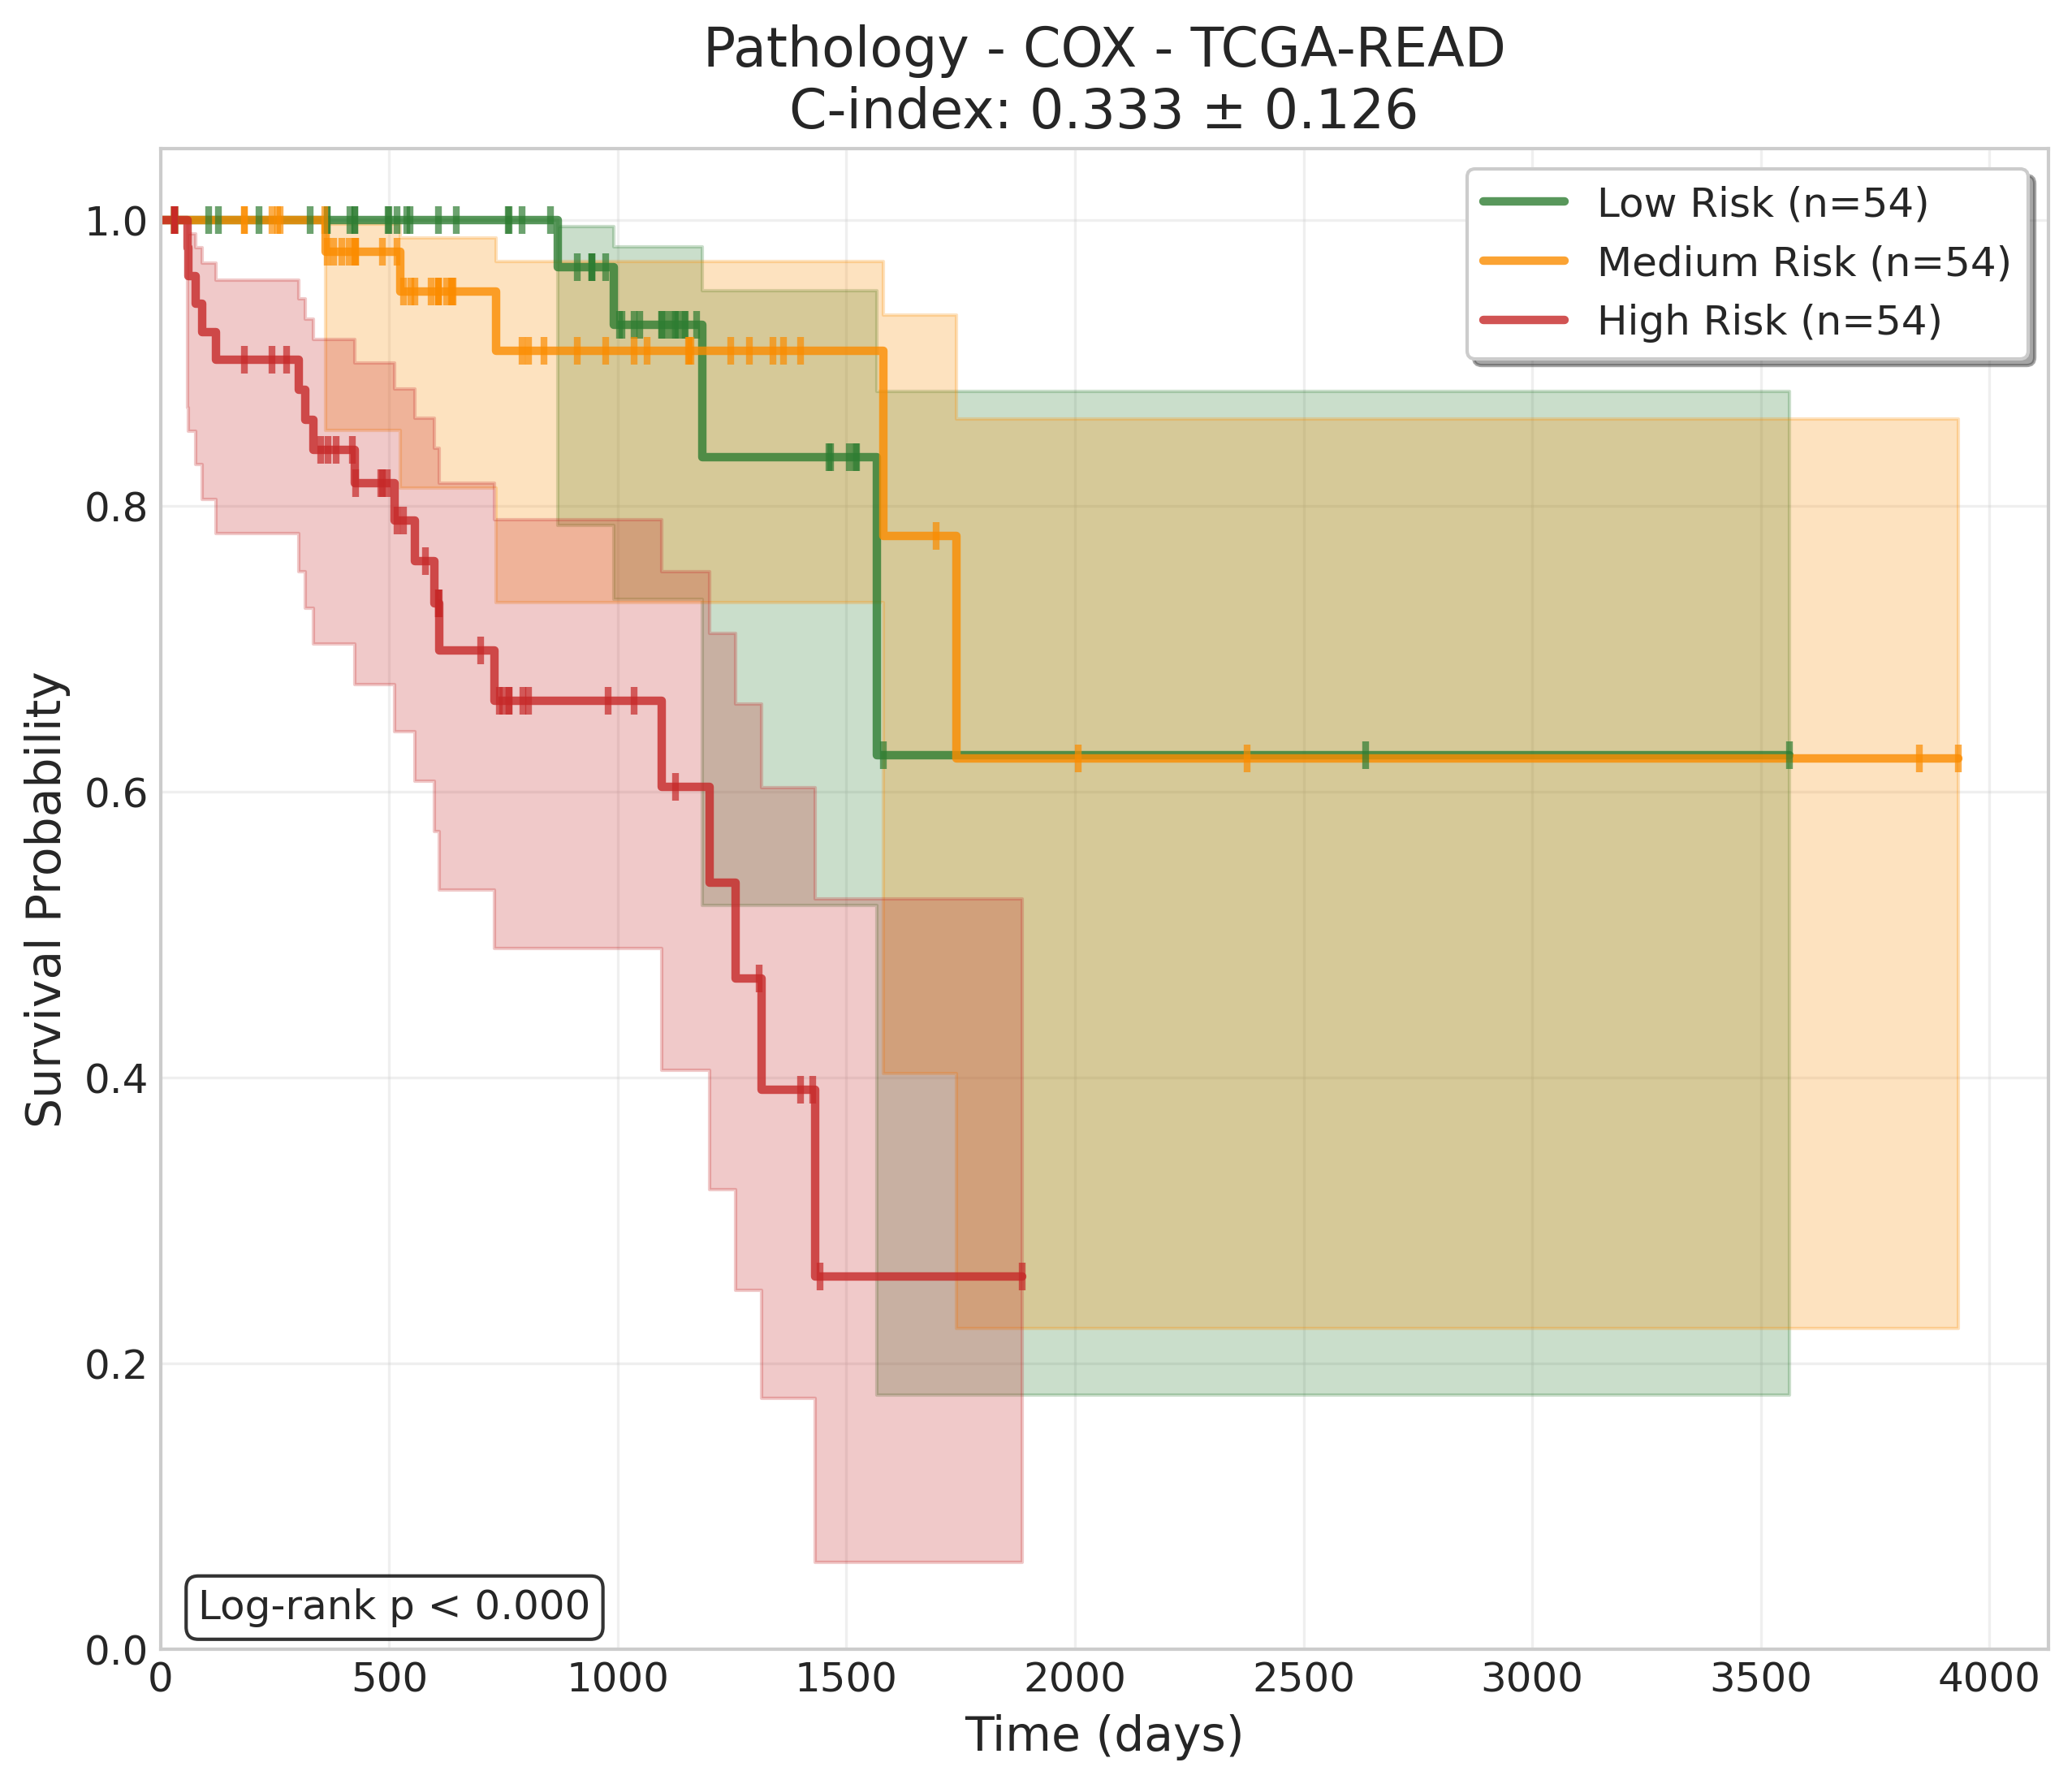 Pathology - COX - TCGA-READ
C-index: 0.333 ± 0.126
Low Risk (n=54)
Medium Risk (n=54)
High Risk (n=54)
Survival Probability
1.0
0.8
0.6
0.4
0.2
0.0
Log-rank p < 0.000
0 500 1000 1500 2000 2500 3000 3500 4000
Time (days)